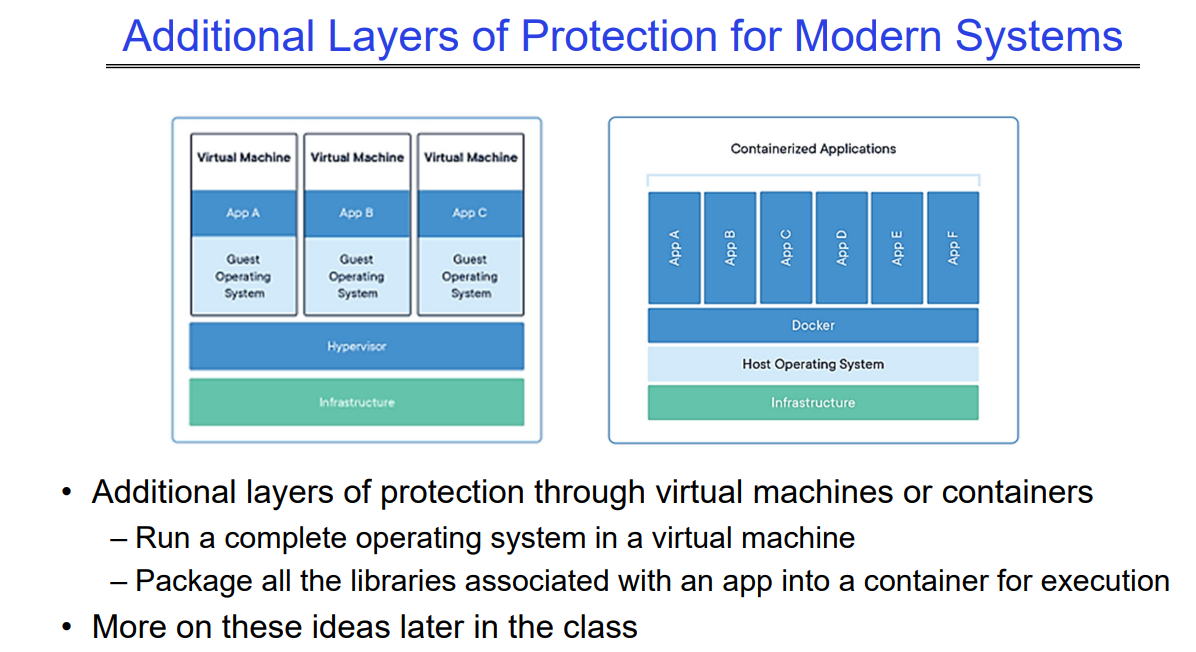 Additional Layers of Protection for Modern Systems
Virtual Machine
App A
Guest
Operating
System
Virtual Machine
App B
Guest
Operating
System
Virtual Machine
App C
Guest
Operating
System
Hypervisor
Infrastructure
Containerized Applications
App A
App B
App C
App D
App E
App F
Docker
Host Operating System
Infrastructure
• Additional layers of protection through virtual machines or containers
– Run a complete operating system in a virtual machine
– Package all the libraries associated with an app into a container for execution
• More on these ideas later in the class